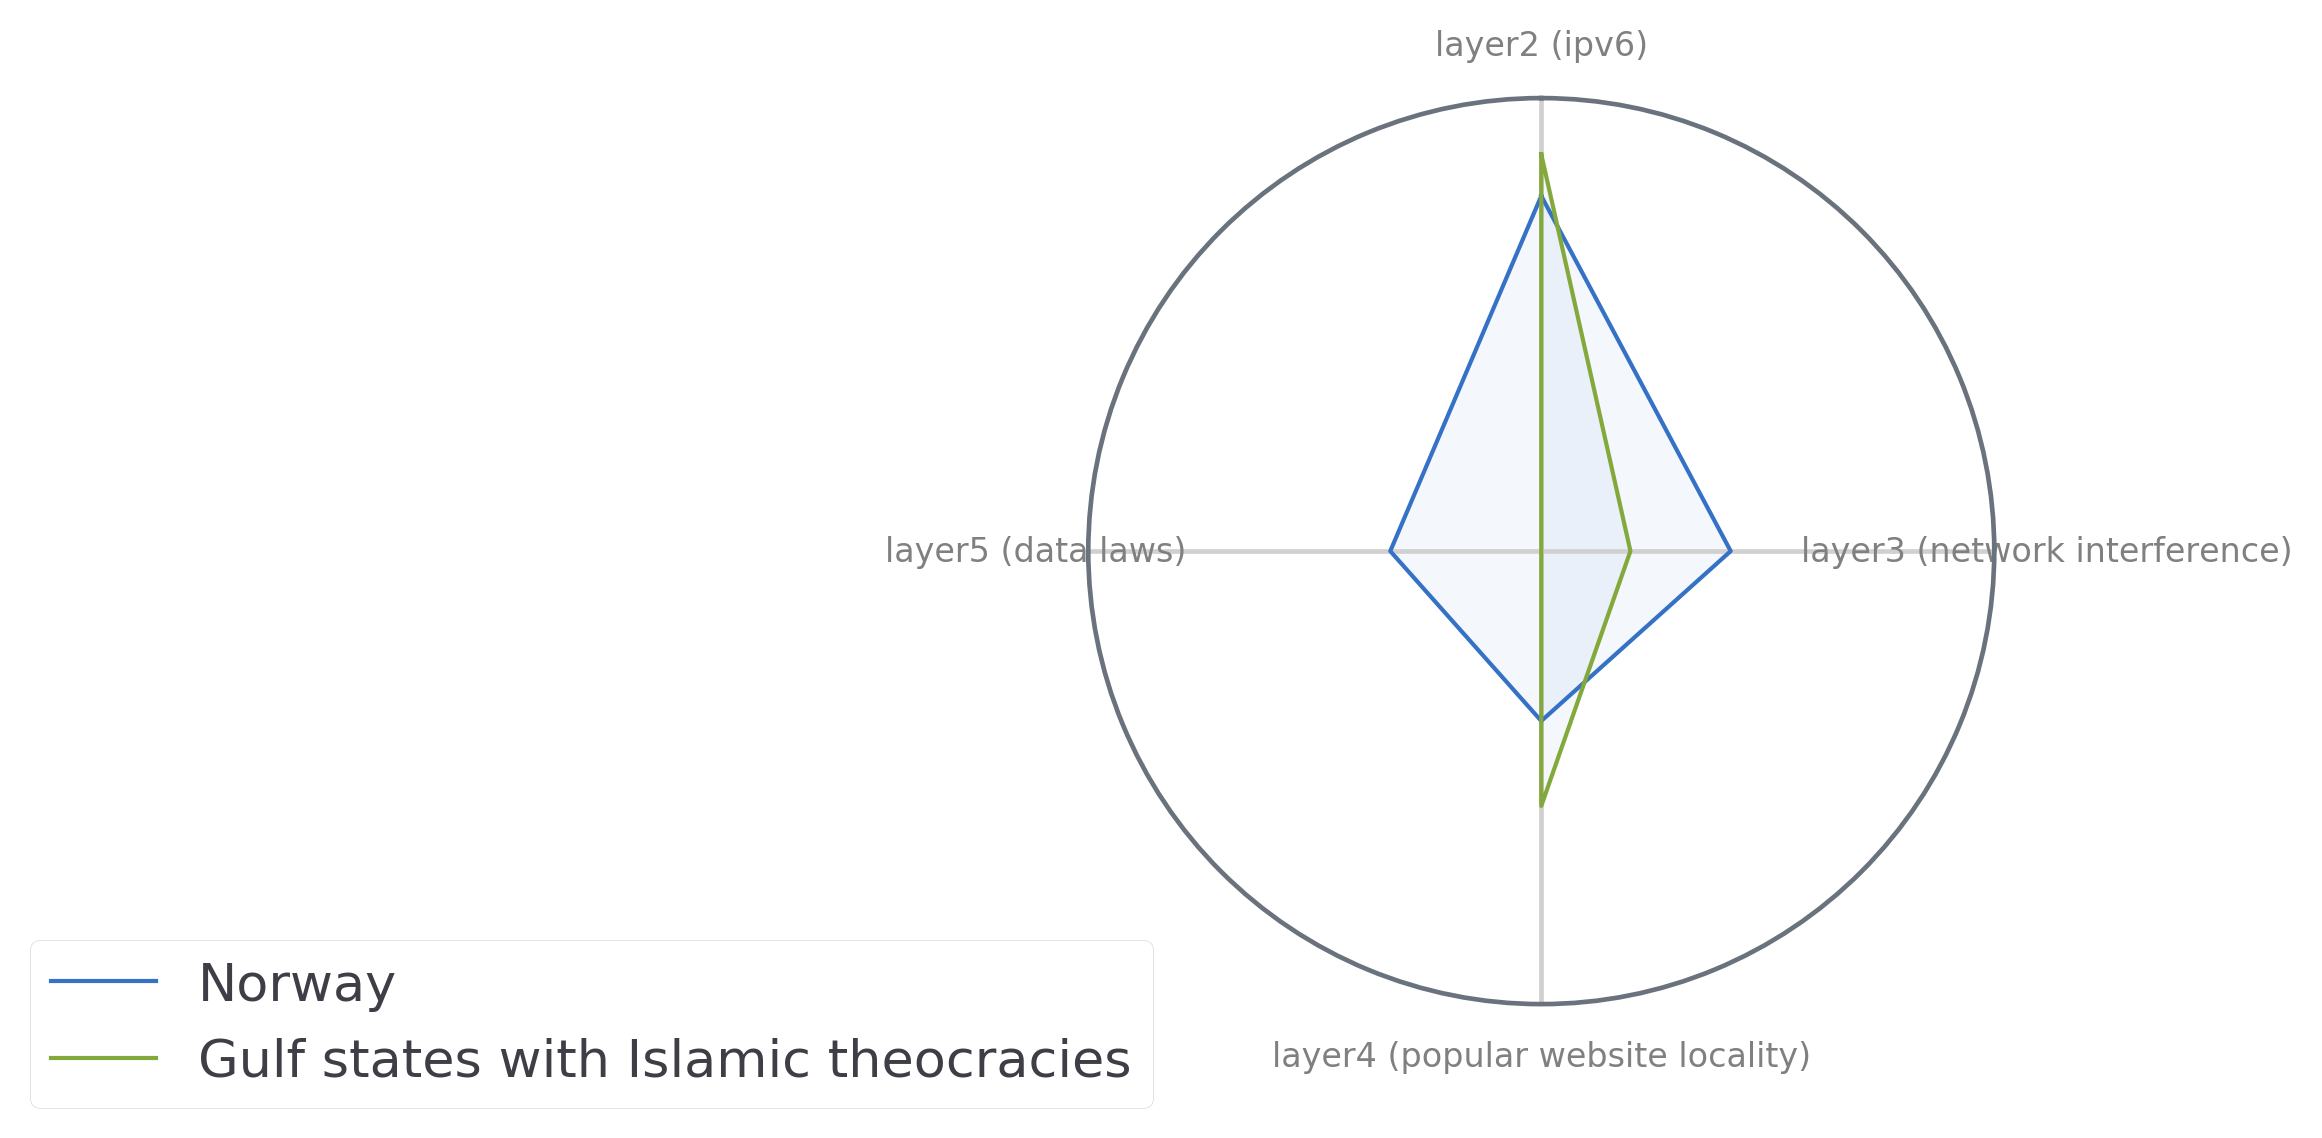 layer2 (ipv6)
layer5 (data laws)
layer3 (network interference)
layer4 (popular website locality)
Norway
Gulf states with Islamic theocracies